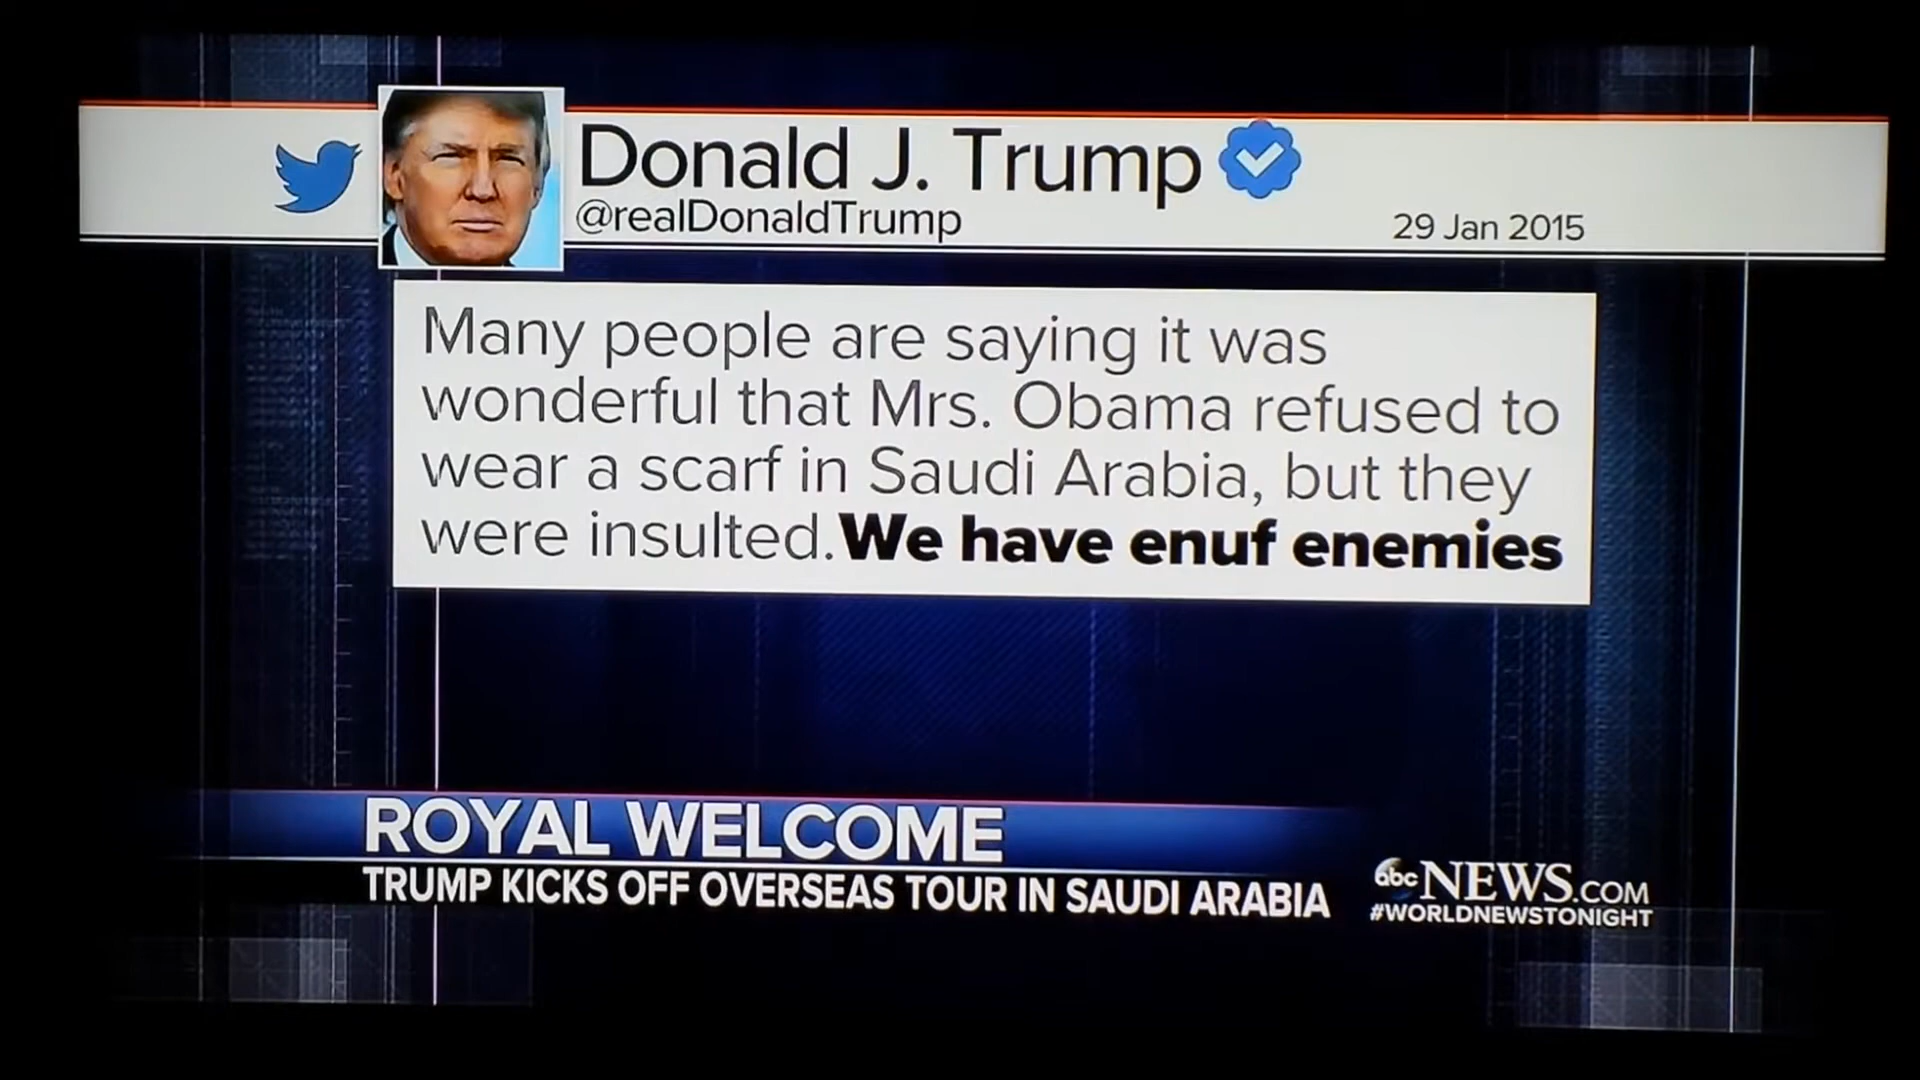 Donald J. Trump
@realDonaldTrump
29 Jan 2015
Many people are saying it was
wonderful that Mrs. Obama refused to
wear a scarf in Saudi Arabia, but they
were insulted. We have enuf enemies
ROYAL WELCOME
TRUMP KICKS OFF OVERSEAS TOUR IN SAUDI ARABIA
abc NEWS.COM
#WORLDNEWSTONIGHT